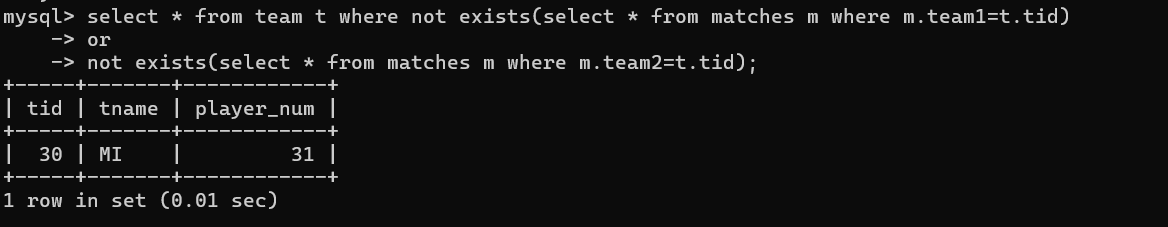 mysql> select * from team t where not exists(select * from matches m where m.team1=t.tid)
    -> or
    -> not exists(select * from matches m where m.team2=t.tid);
+-----+-------+------------+
| tid | tname | player_num |
+-----+-------+------------+
|  30 | MI    |         31 |
+-----+-------+------------+
1 row in set (0.01 sec)